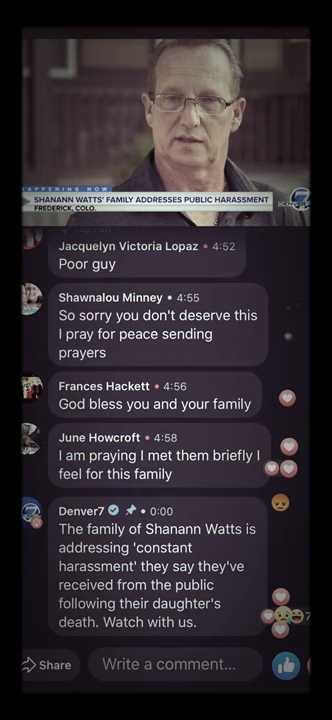 HAPPENING NOW
SHANANN WATTS' FAMILY ADDRESSES PUBLIC HARASSMENT
FREDERICK, COLO.
7
Jacquelyn Victoria Lopaz • 4:52
Poor guy
Shawnalou Minney • 4:55
So sorry you don't deserve this
I pray for peace sending
prayers
Frances Hackett • 4:56
God bless you and your family
June Howcroft • 4:58
I am praying I met them briefly I
feel for this family
Denver7 • 0:00
The family of Shanann Watts is
addressing 'constant
harassment' they say they've
received from the public
following their daughter's
death. Watch with us.
7
Share
Write a comment...